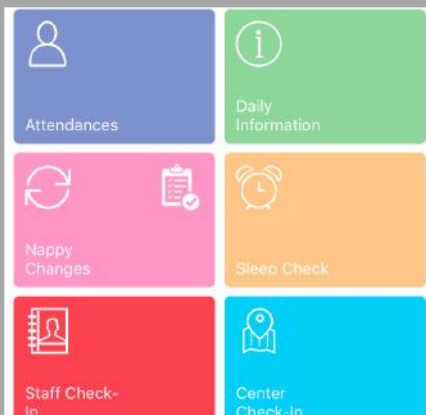 Attendances
Daily
Information
Nappy
Changes
Sleep Check
Staff Check-
In
Center
Check-In